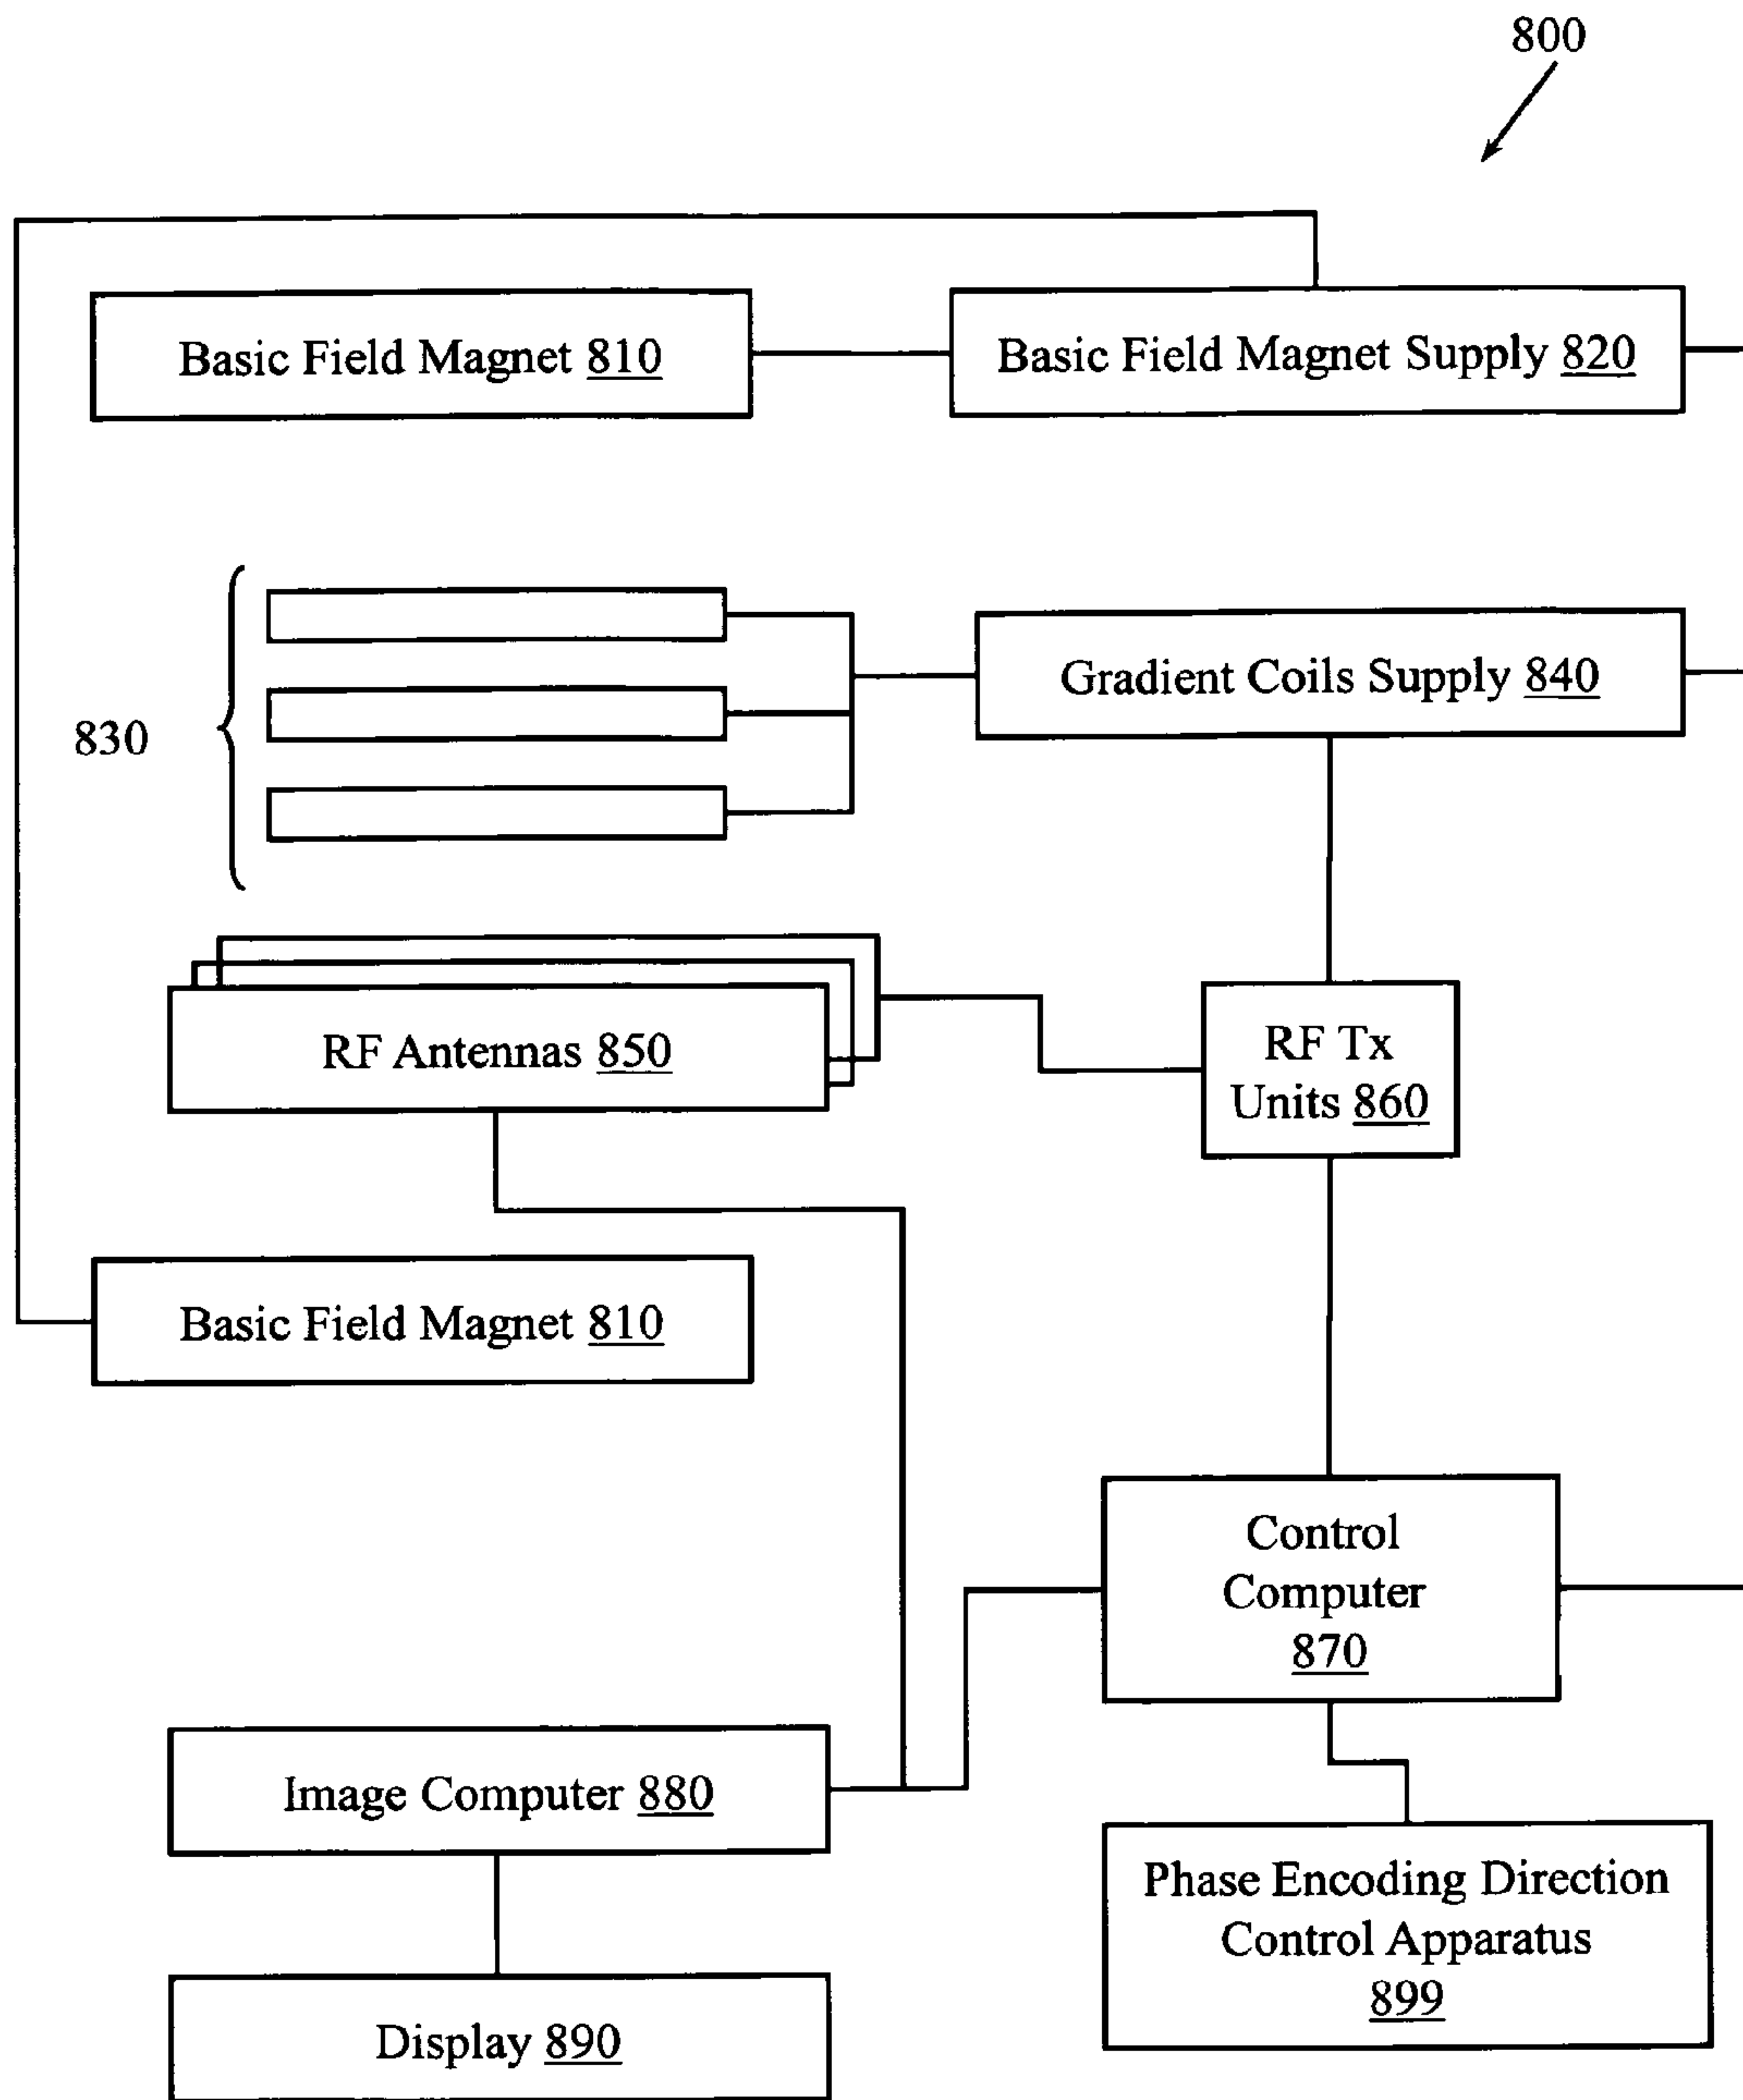 800
Basic Field Magnet 810
Basic Field Magnet Supply 820
Gradient Coils Supply 840
830
RF Antennas 850
RF Tx
Units 860
Basic Field Magnet 810
Control
Computer
870
Image Computer 880
Phase Encoding Direction
Control Apparatus
899
Display 890